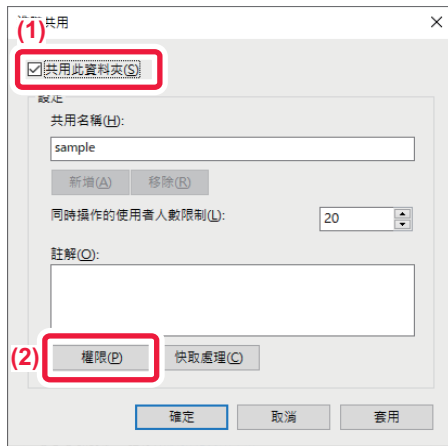 (1)
共用
共用此資料夾(S)
設定
共用名稱(H):
sample
新增(A) 移除(R)
同時操作的使用者人數限制(L): 20
註解(O):
(2)
權限(P) 快取處理(C)
確定 取消 套用